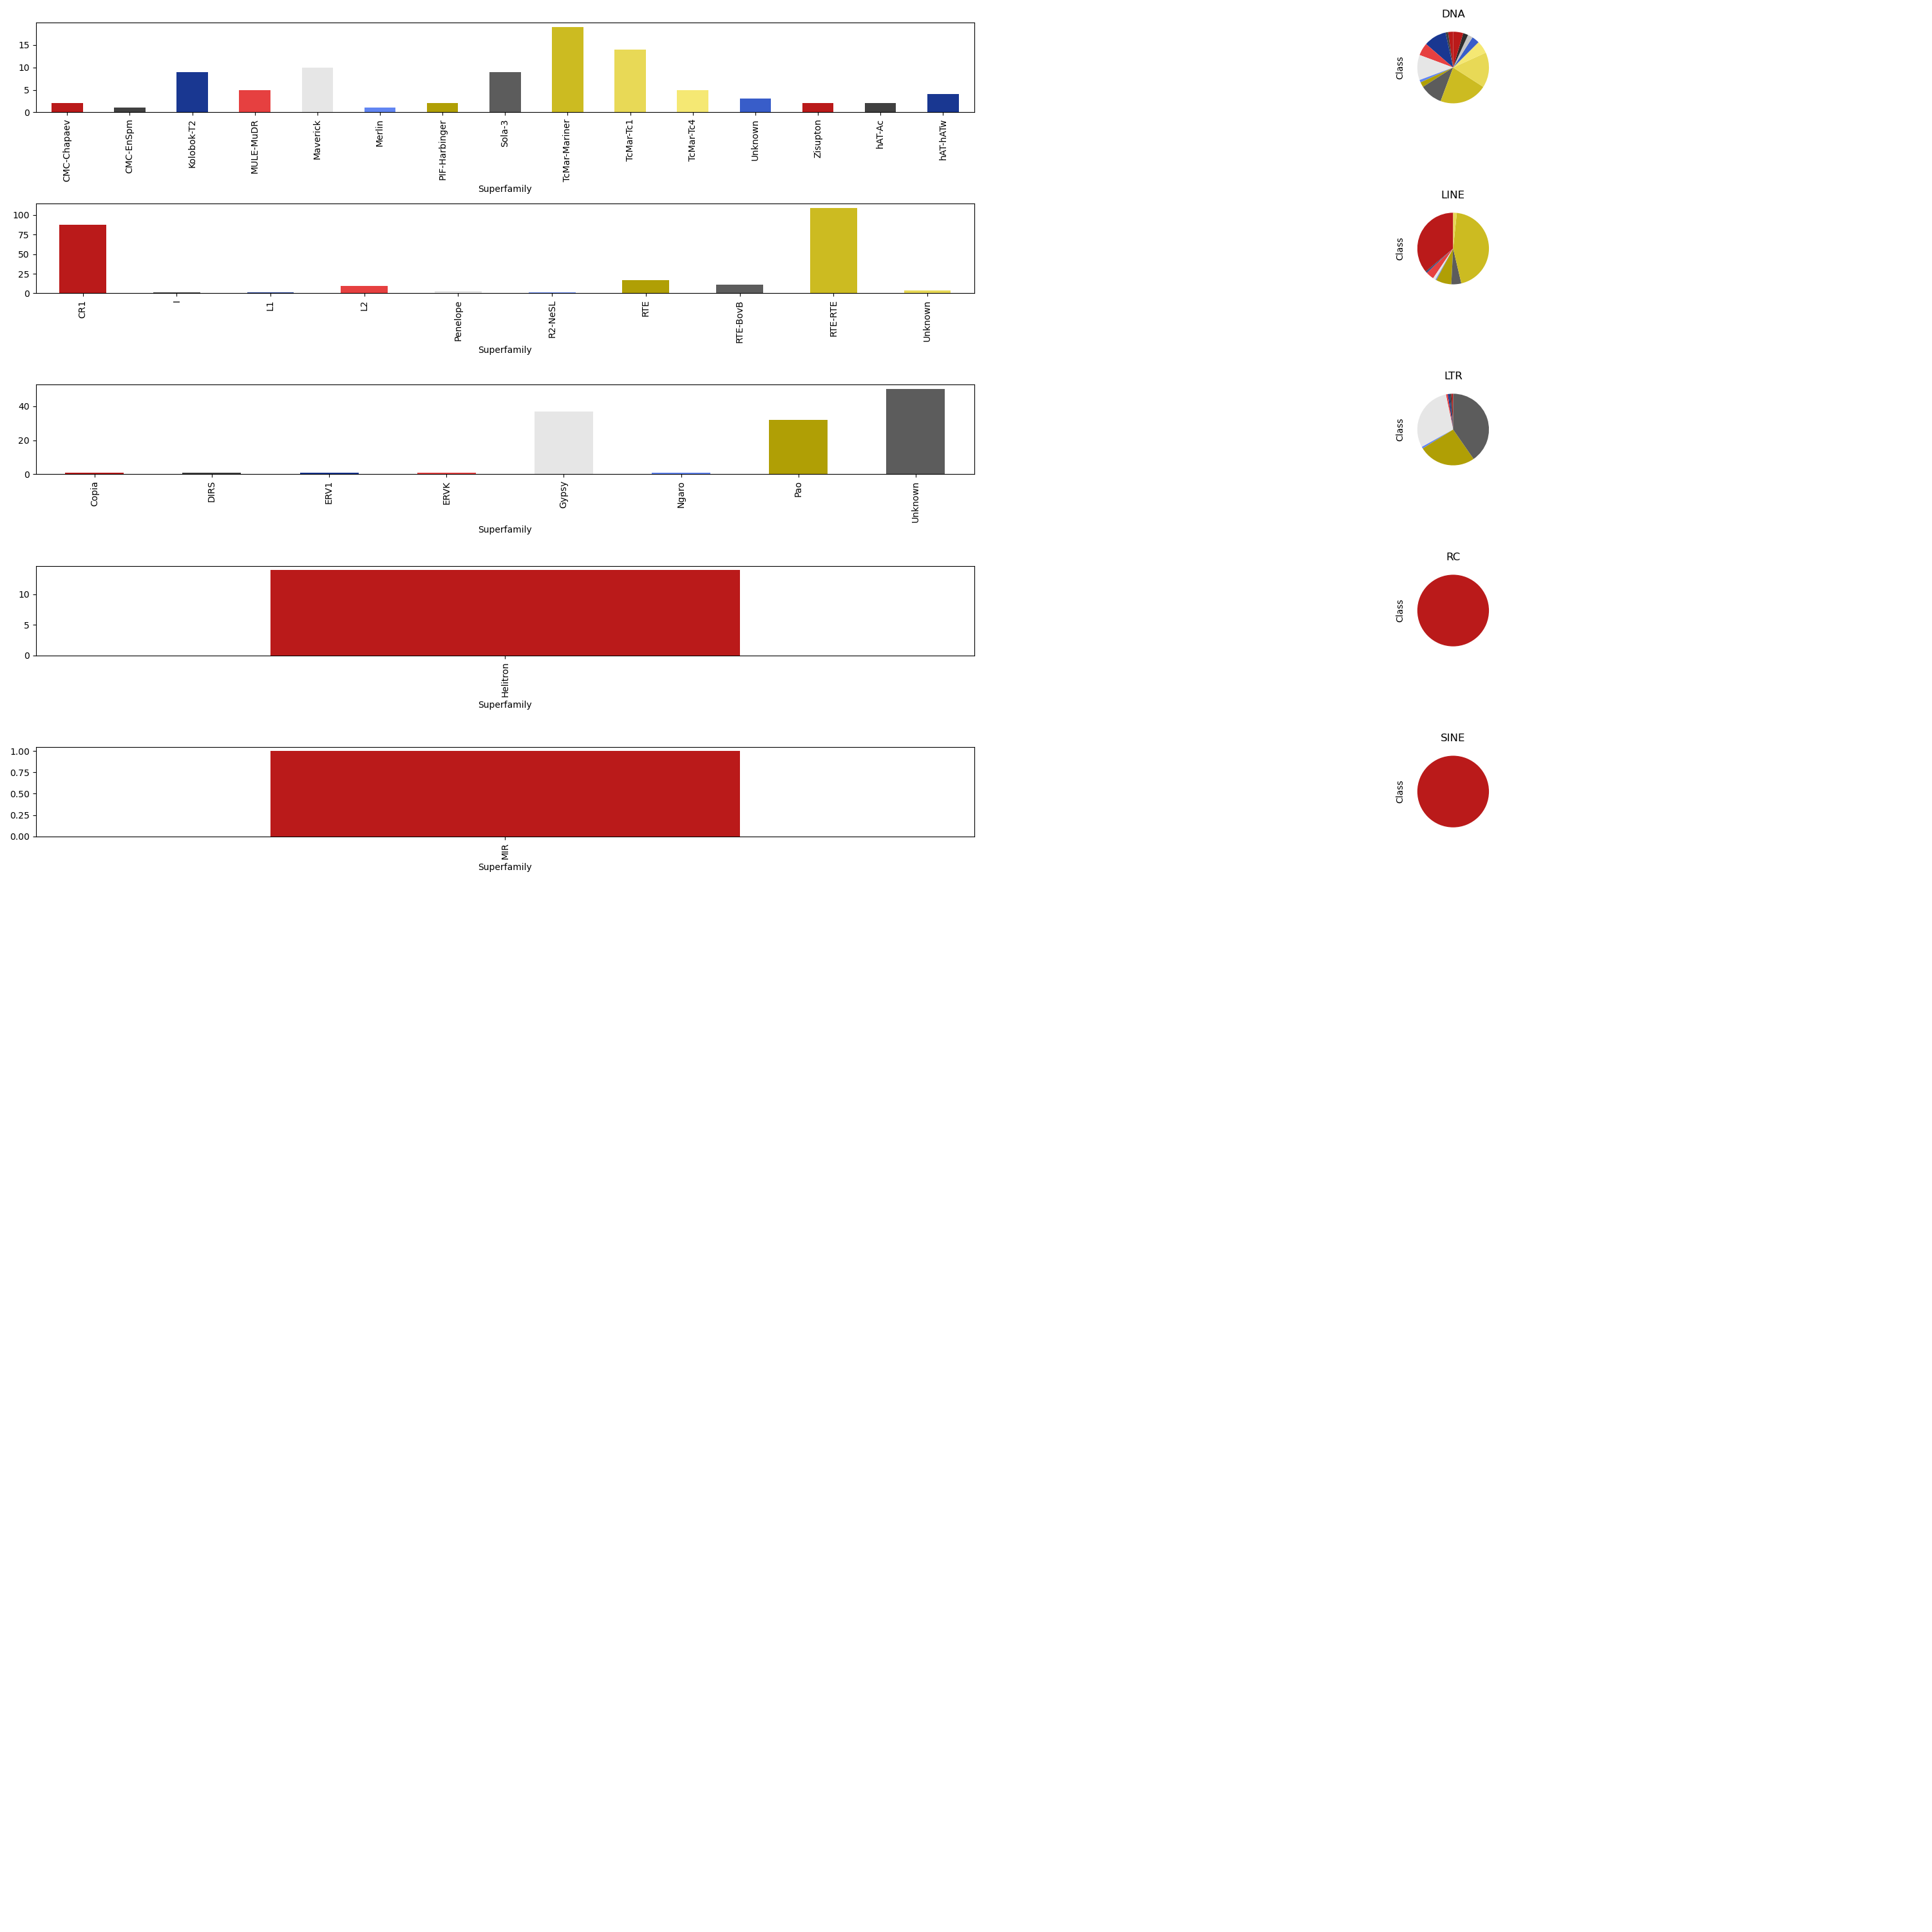 DNA
15
10
5
0
Class
CMC-Chapaev
CMC-EnSpm
Kolobok-T2
MULE-MuDR
Maverick
Merlin
PIF-Harbinger
Sola-3
TcMar-Mariner
TcMar-Tc1
TcMar-Tc4
Unknown
Zisupton
hAT-Ac
hAT-hATw
Superfamily
LINE
100
75
50
25
0
Class
CR1
I
L1
L2
Penelope
R2-NeSL
RTE
RTE-BovB
RTE-RTE
Unknown
Superfamily
LTR
40
20
0
Class
Copia
DIRS
ERV1
ERVK
Gypsy
Ngaro
Pao
Unknown
Superfamily
RC
10
5
0
Class
Helitron
Superfamily
SINE
1.00
0.75
0.50
0.25
0.00
Class
MIR
Superfamily